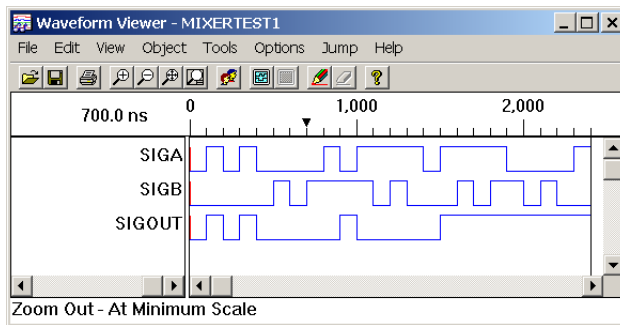 Waveform Viewer - MIXERTEST1
File Edit View Object Tools Options Jump Help
700.0 ns 0 1,000 2,000
SIGA
SIGB
SIGOUT
Zoom Out - At Minimum Scale